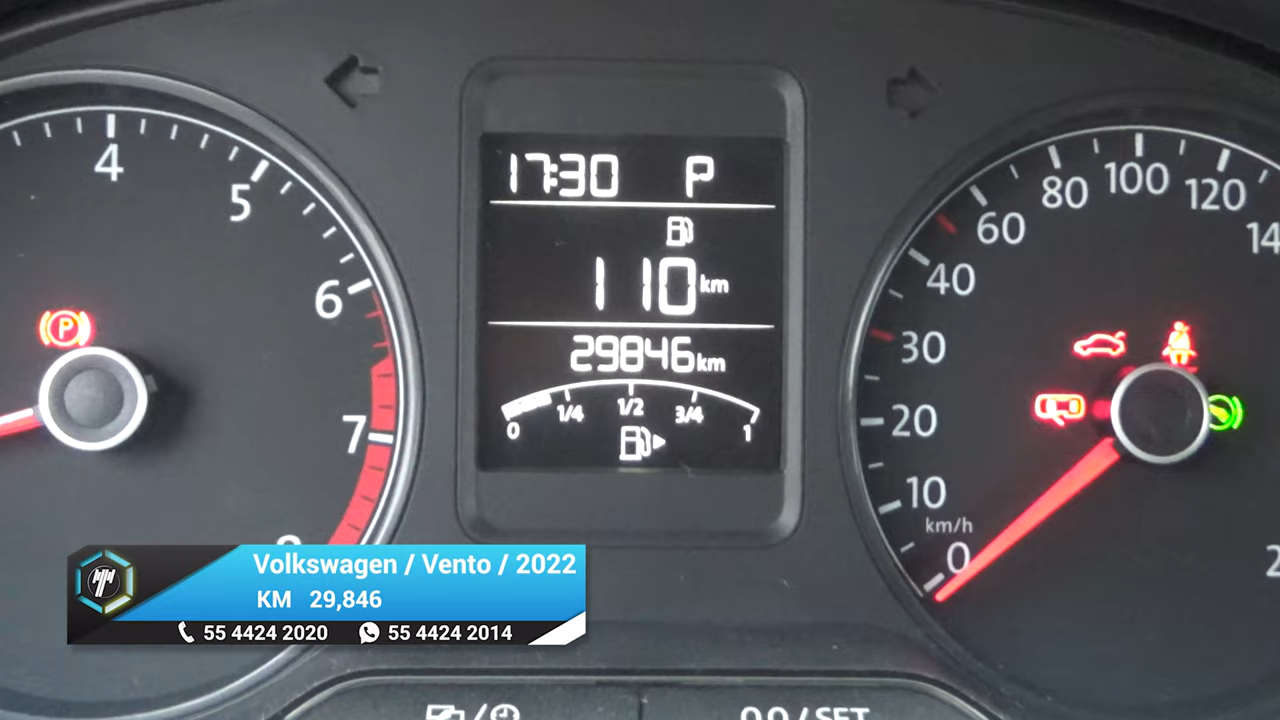 4
5
6
7
17:30 P
110 km
29846 km
0 1/4 1/2 3/4 1
0
10
20
30
40
60
80
100
120
km/h
P
Volkswagen / Vento / 2022
KM 29,846
55 4424 2020 55 4424 2014
0.0 / SET